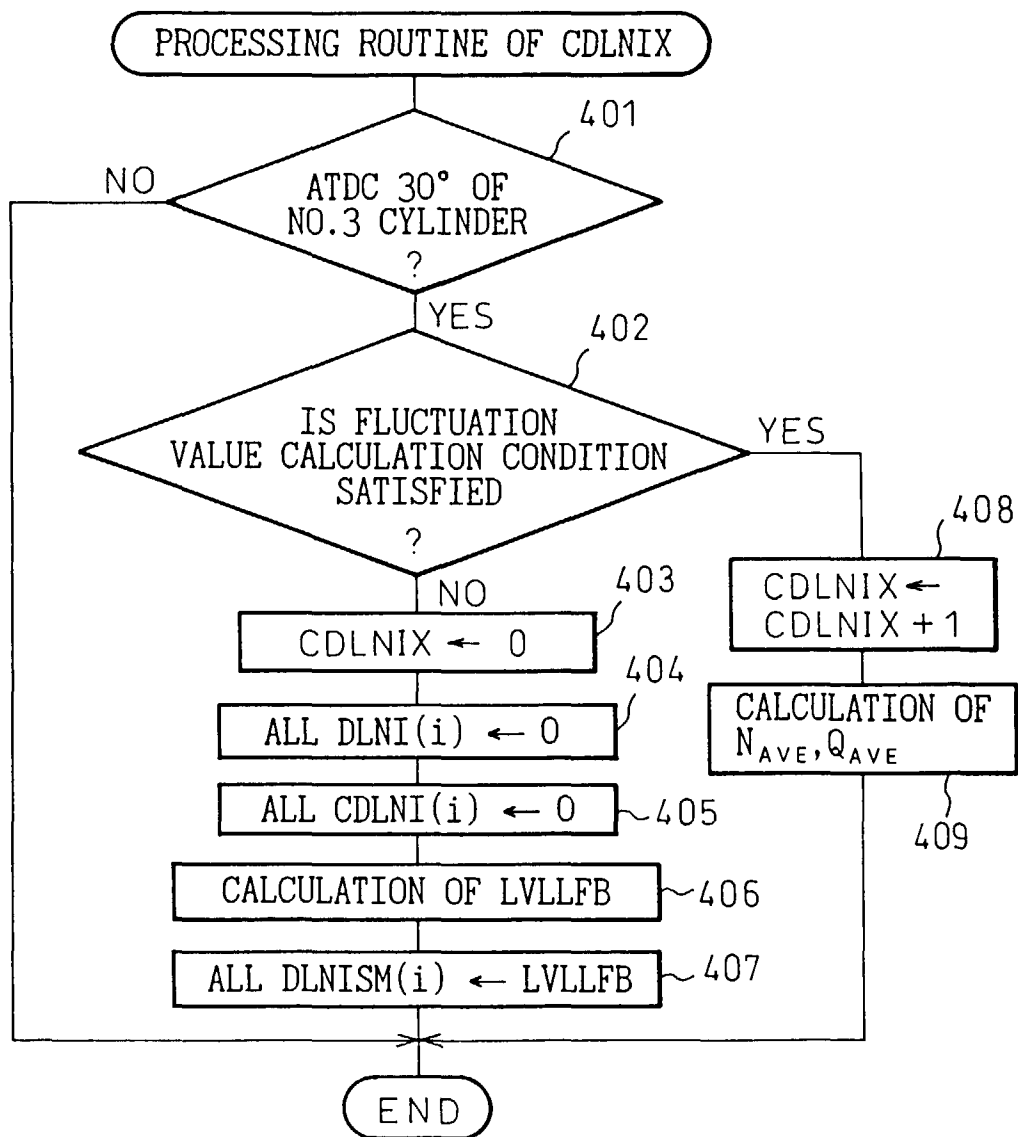 PROCESSING ROUTINE OF CDLNIX
401
NO
ATDC 30° OF
NO.3 CYLINDER
?
YES
402
IS FLUCTUATION
VALUE CALCULATION CONDITION
SATISFIED
?
YES
NO
403
CDLNIX ← 0
404
ALL DLNI(i) ← 0
ALL CDLNI(i) ← 0
405
CALCULATION OF LVLLFB
406
ALL DLNISM(i) ← LVLLFB
407
408
CDLNIX ←
CDLNIX + 1
CALCULATION OF
NAVE, QAVE
409
END